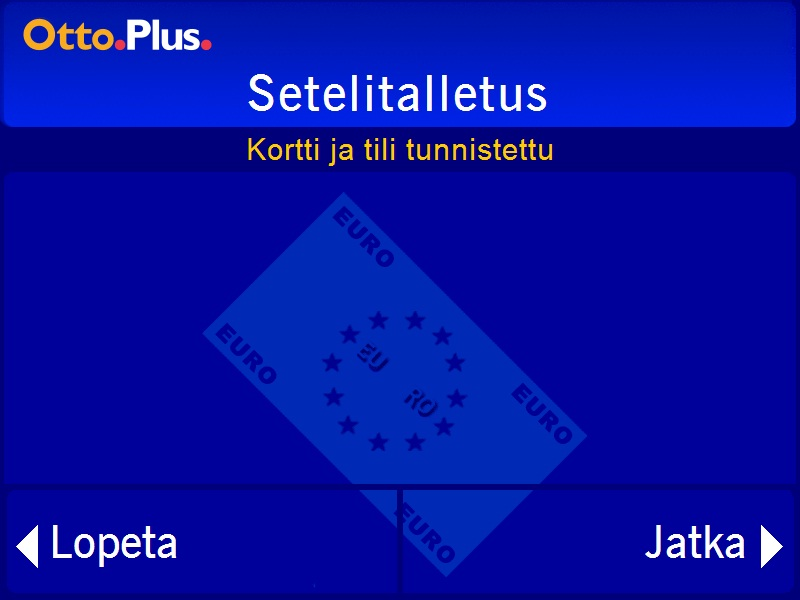 Otto.Plus.
Setelitalletus
Kortti ja tili tunnistettu
EURO
EURO
EU
RO
EURO
EURO
Lopeta
Jatka